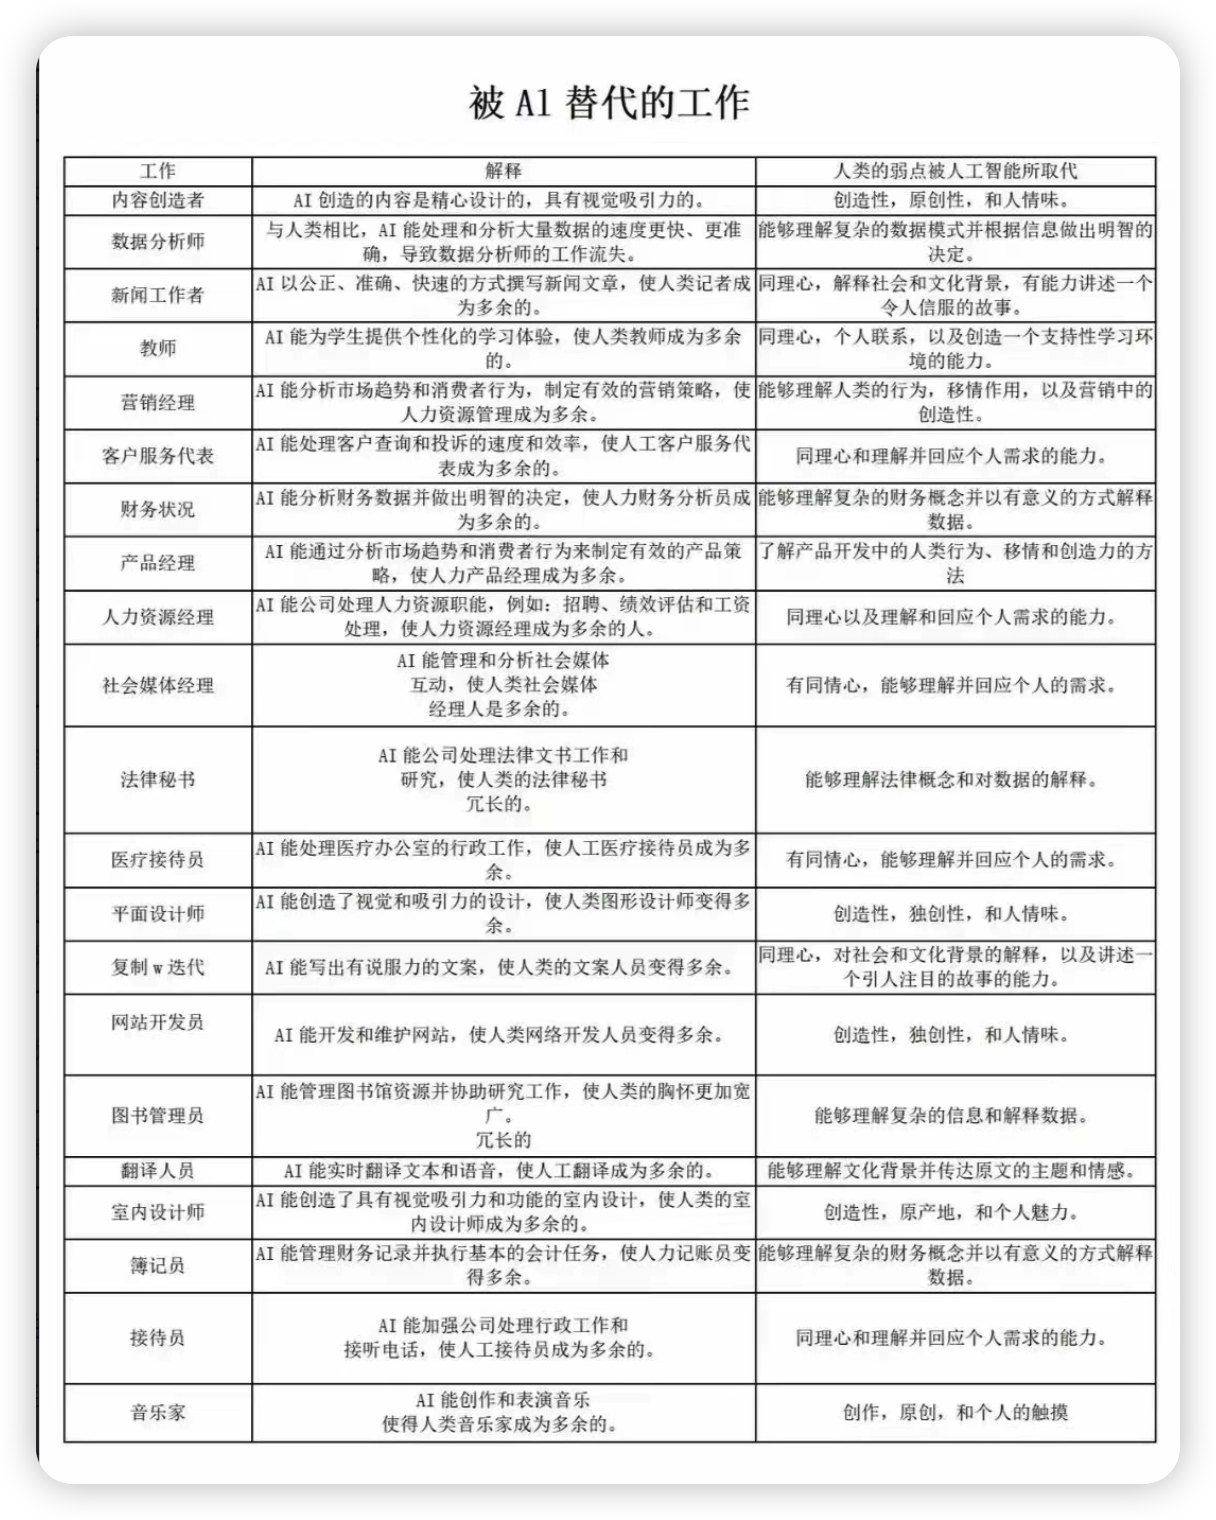 被 Al 替代的工作
工作
解释
人类的弱点被人工智能所取代
内容创造者
AI 创造的内容是精心设计的，具有视觉吸引力的。
创造性，原创性，和人情味。
数据分析师
与人类相比，AI 能处理和分析大量数据的速度更快、更准
确，导致数据分析师的工作流失。
能够理解复杂的数据模式并根据信息做出明智的
决定。
新闻工作者
AI 以公正、准确、快速的方式撰写新闻文章，使人类记者成
为多余的。
同理心，解释社会和文化背景，有能力讲述一个
令人信服的故事。
教师
AI 能为学生提供个性化的学习体验，使人类教师成为多余
的。
同理心，个人联系，以及创造一个支持性学习环
境的能力。
营销经理
AI 能分析市场趋势和消费者行为，制定有效的营销策略，使
人力资源管理成为多余。
能够理解人类的行为，移情作用，以及营销中的
创造性。
客户服务代表
AI 能处理客户查询和投诉的速度和效率，使人工客户服务代
表成为多余的。
同理心和理解并回应个人需求的能力。
财务状况
AI 能分析财务数据并做出明智的决定，使人力财务分析员成
为多余的。
能够理解复杂的财务概念并以有意义的方式解释
数据。
产品经理
AI 能通过分析市场趋势和消费者行为来制定有效的产品策
略，使人力产品经理成为多余。
了解产品开发中的人类行为、移情和创造力的方
法
人力资源经理
AI 能公司处理人力资源职能，例如：招聘、绩效评估和工资
处理，使人力资源经理成为多余的人。
同理心以及理解和回应个人需求的能力。
社会媒体经理
AI 能管理和分析社会媒体
互动，使人类社会媒体
经理人是多余的。
有同情心，能够理解并回应个人的需求。
法律秘书
AI 能公司处理法律文书工作和
研究，使人类的法律秘书
冗长的。
能够理解法律概念和对数据的解释。
医疗接待员
AI 能处理医疗办公室的行政工作，使人工医疗接待员成为多
余。
有同情心，能够理解并回应个人的需求。
平面设计师
AI 能创造了视觉和吸引力的设计，使人类图形设计师变得多
余。
创造性，独创性，和人情味。
复制 w 迭代
AI 能写出有说服力的文案，使人类的文案人员变得多余。
同理心，对社会和文化背景的解释，以及讲述一
个引人注目的故事的能力。
网站开发员
AI 能开发和维护网站，使人类网络开发人员变得多余。
创造性，独创性，和人情味。
图书管理员
AI 能管理图书馆资源并协助研究工作，使人类的胸怀更加宽
广。
冗长的
能够理解复杂的信息和解释数据。
翻译人员
AI 能实时翻译文本和语音，使人工翻译成为多余的。
能够理解文化背景并传达原文的主题和情感。
室内设计师
AI 能创造了具有视觉吸引力和功能的室内设计，使人类的室
内设计师成为多余的。
创造性，原产地，和个人魅力。
簿记员
AI 能管理财务记录并执行基本的会计任务，使人力记账员变
得多余。
能够理解复杂的财务概念并以有意义的方式解释
数据。
接待员
AI 能加强公司处理行政工作和
接听电话，使人工接待员成为多余的。
同理心和理解并回应个人需求的能力。
音乐家
AI 能创作和表演音乐
使得人类音乐家成为多余的。
创作，原创，和个人的触摸